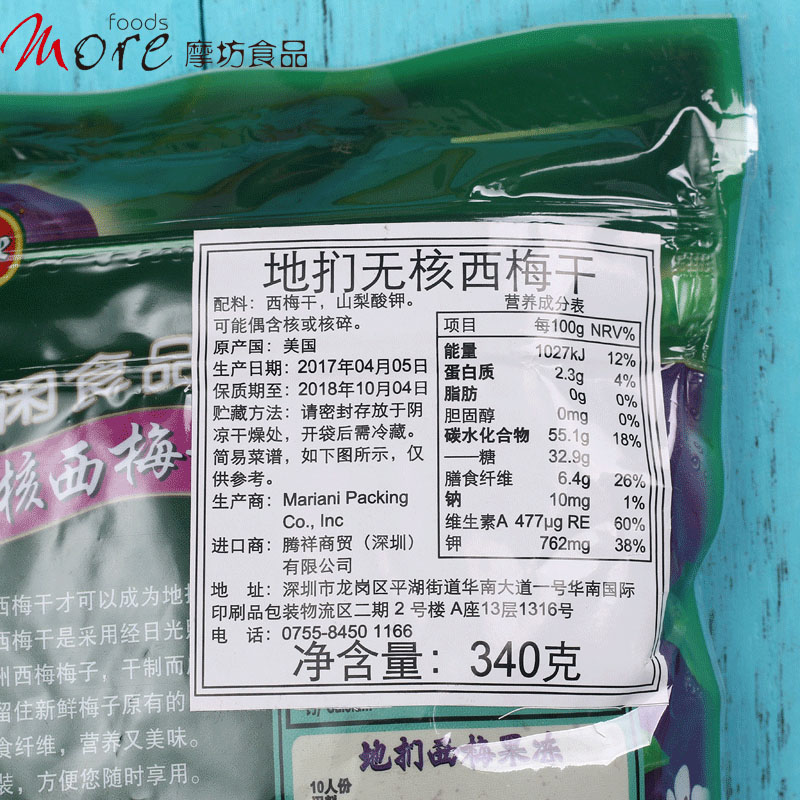 foods
more 摩坊食品
闲食品
核西梅
地扪无核西梅干
配料：西梅干，山梨酸钾。
可能偶含核或核碎。
原产国：美国
生产日期：2017年04月05日
保质期至：2018年10月04日
贮藏方法：请密封存放于阴
凉干燥处，开袋后需冷藏。
简易菜谱，如下图所示，仅
供参考。
生产商：Mariani Packing
Co., Inc
进口商：腾祥商贸（深圳）
有限公司
地 址：深圳市龙岗区平湖街道华南大道一号华南国际
印刷品包装物流区二期 2 号楼 A座13层1316号
电 话：0755-8450 1166
净含量：340克
营养成分表
项目 每100g NRV%
能量 1027kJ 12%
蛋白质 2.3g 4%
脂肪 0g 0%
胆固醇 0mg 0%
碳水化合物 55.1g 18%
——糖 32.9g
膳食纤维 6.4g 26%
钠 10mg 1%
维生素A 477µg RE 60%
钾 762mg 38%
西梅干才可以成为地
西梅干是采用经日光
州西梅梅子，干制而
留住新鲜梅子原有的
食纤维，营养又美味。
装，方便您随时享用。
地扪西梅果冻
10人份